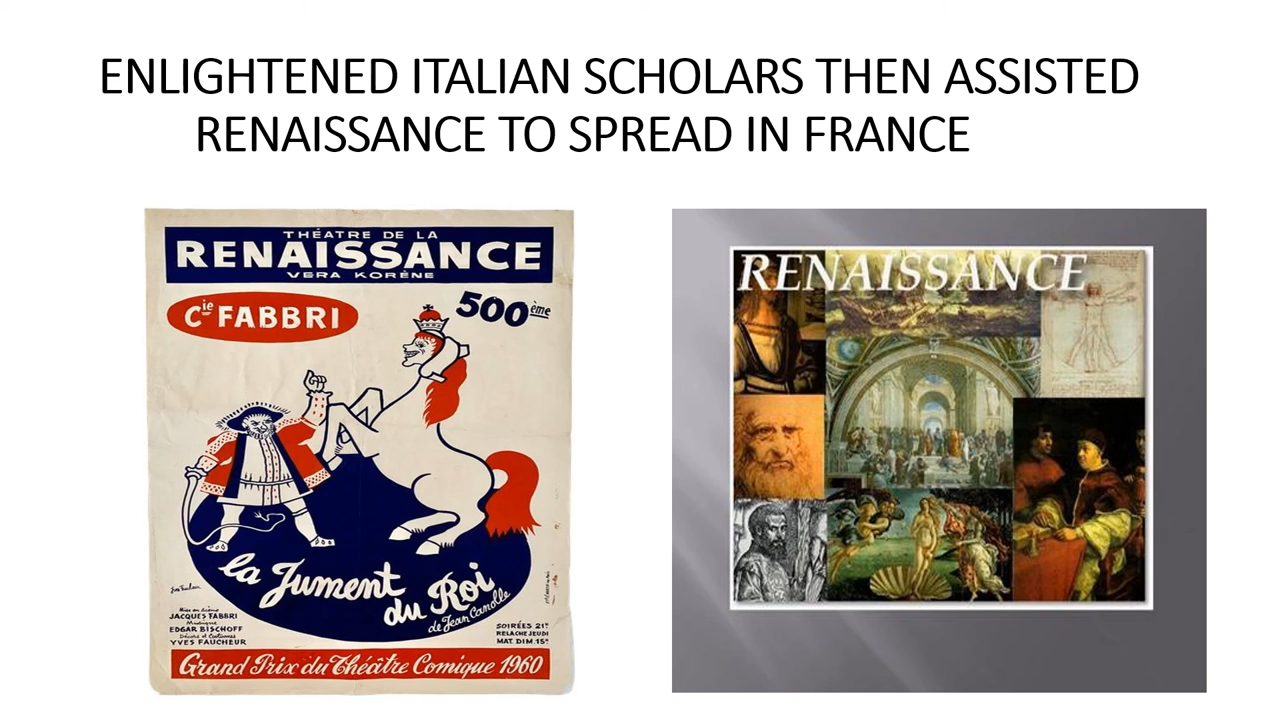 ENLIGHTENED ITALIAN SCHOLARS THEN ASSISTED
RENAISSANCE TO SPREAD IN FRANCE
THÉATRE DE LA
RENAISSANCE
VERA KORÈNE
Cie FABBRI
500ème
la Jument
du Roi
de Jean Canolle
Mise en scène
JACQUES FABBRI
Musique
EDGAR BISCHOFF
Décors et Costumes
YVES FAUCHEUR
SOIRÉES 21h
RELACHE JEUDI
MAT. DIM. 15h
Grand Prix du Théâtre Comique 1960
RENAISSANCE